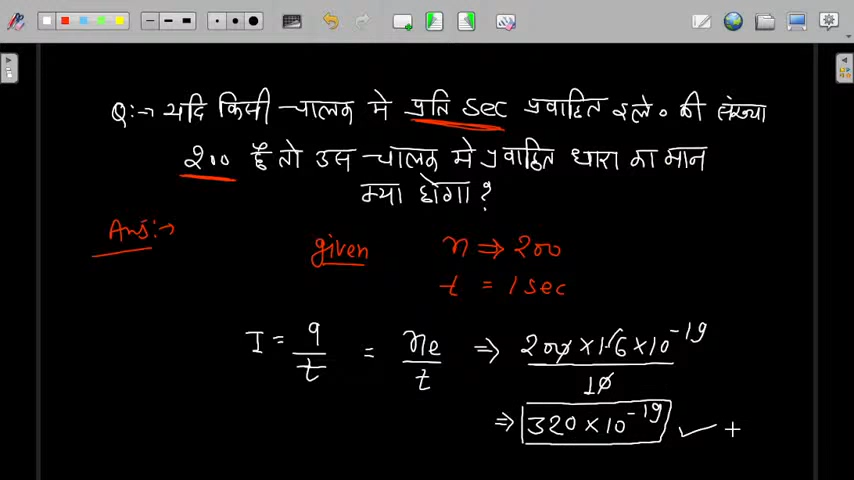 Q:→ यदि किसी चालक मे प्रति sec प्रवाहित इले० की संख्या
२०० है तो उस चालक मे प्रवाहित धारा का मान
क्या होगा?
Ans:→
given n ⇒ 200
t = 1 sec
I = q/t = ne/t ⇒ 200 × 1.6 × 10^-19 / 10
⇒ 320 × 10^-19 ✓ +